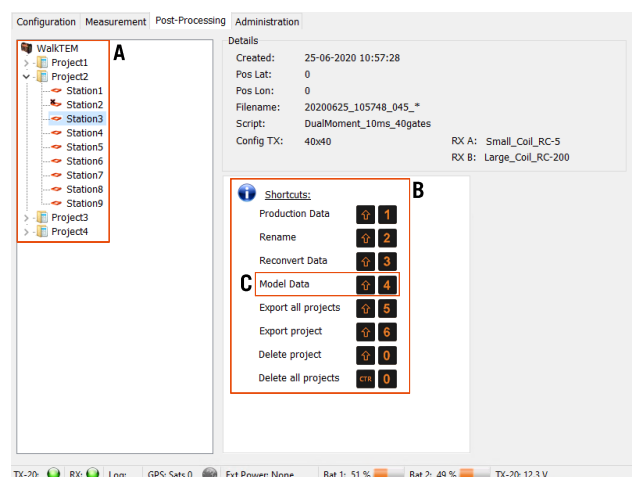 Configuration Measurement Post-Processing Administration
WalkTEM
Project1
Project2
Station1
Station2
Station3
Station4
Station5
Station6
Station7
Station8
Station9
Project3
Project4
A
Details
Created: 25-06-2020 10:57:28
Pos Lat: 0
Pos Lon: 0
Filename: 20200625_105748_045_*
Script: DualMoment_10ms_40gates
Config TX: 40x40 RX A: Small_Coil_RC-5
RX B: Large_Coil_RC-200
B
Shortcuts:
Production Data ⇧ 1
Rename ⇧ 2
Reconvert Data ⇧ 3
C Model Data ⇧ 4
Export all projects ⇧ 5
Export project ⇧ 6
Delete project ⇧ 0
Delete all projects CTR 0
TX-20: RX: Log: GPS: Sats 0 Ext Power: None Bat 1: 51 % Bat 2: 49 % TX-20: 12.3 V